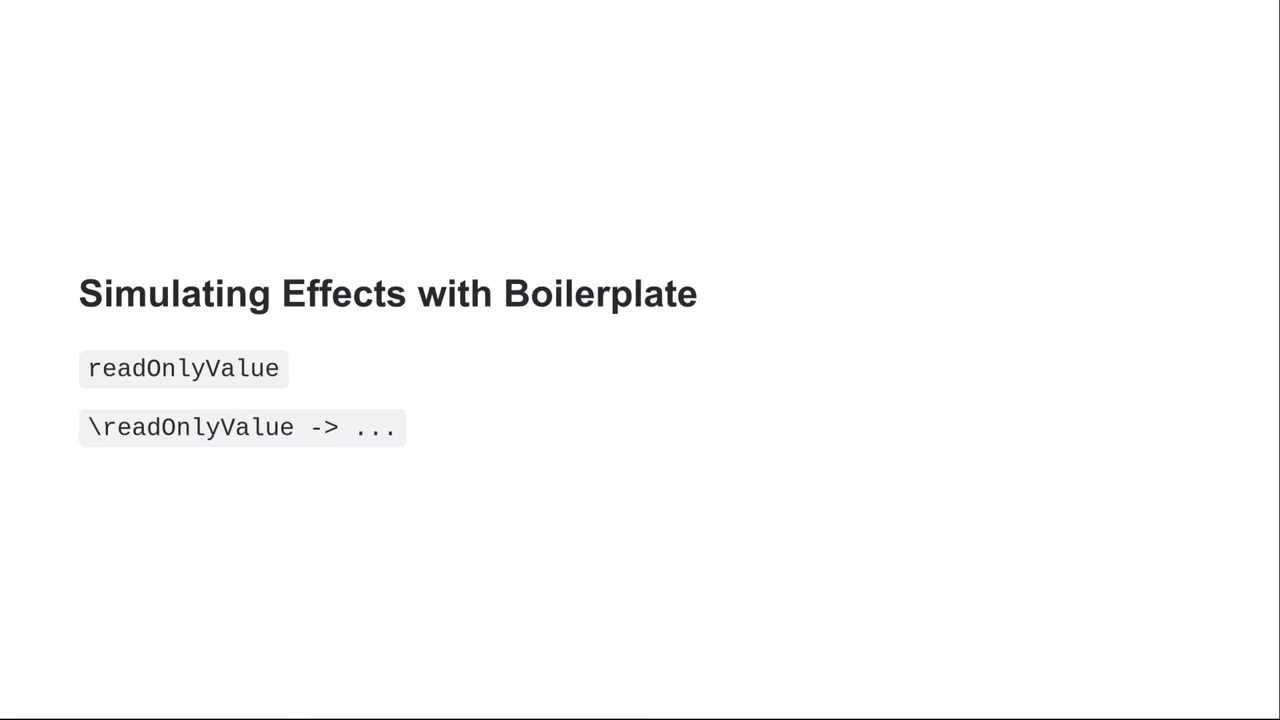 Simulating Effects with Boilerplate
readOnlyValue
\readOnlyValue -> ...